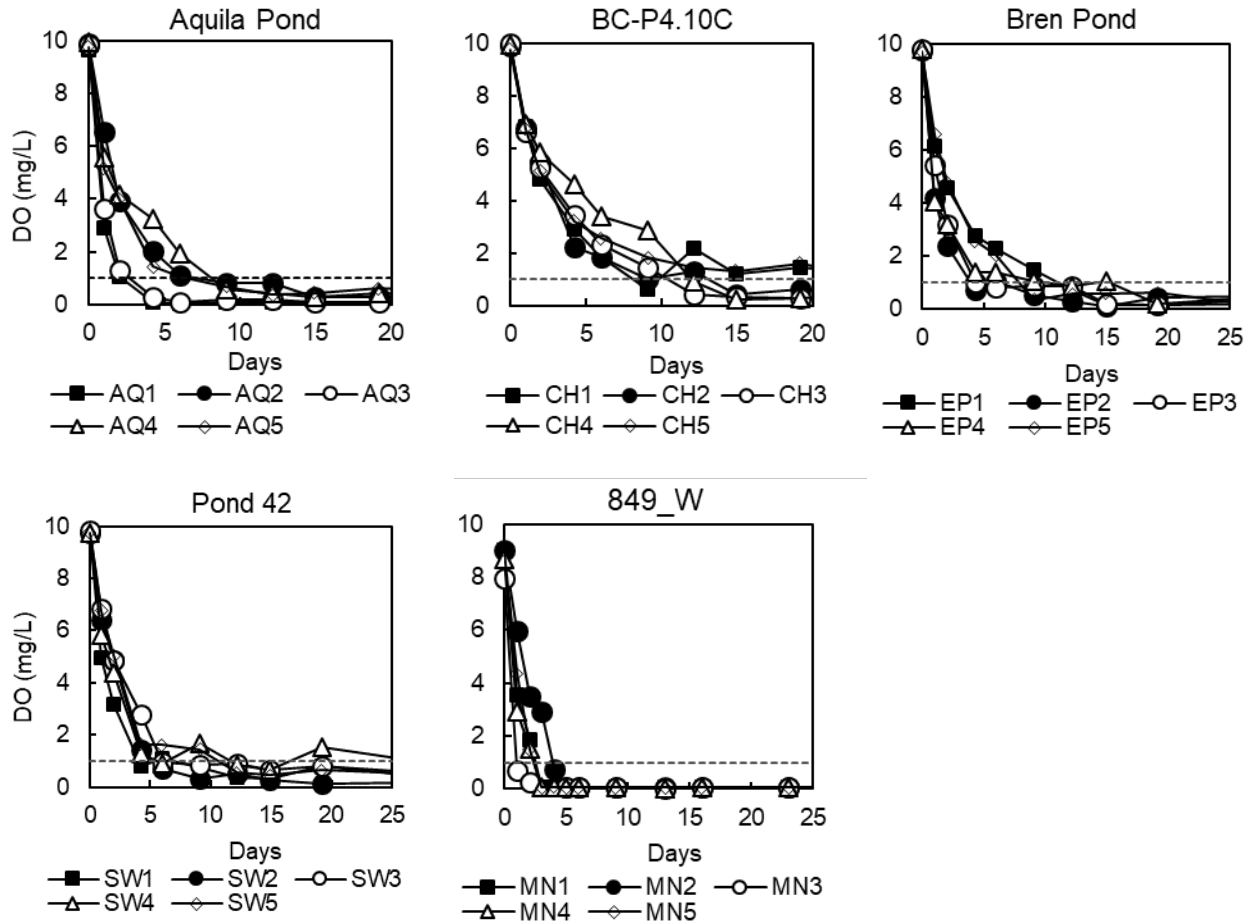 Aquila Pond
BC-P4.10C
Bren Pond
DO (mg/L)
10
8
6
4
2
0
0 5 10 15 20
Days
AQ1 AQ2 AQ3
AQ4 AQ5
10
8
6
4
2
0
0 5 10 15 20
Days
CH1 CH2 CH3
CH4 CH5
10
8
6
4
2
0
0 5 10 15 20 25
Days
EP1 EP2 EP3
EP4 EP5
Pond 42
849_W
DO (mg/L)
10
8
6
4
2
0
0 5 10 15 20 25
Days
SW1 SW2 SW3
SW4 SW5
10
8
6
4
2
0
0 5 10 15 20 25
Days
MN1 MN2 MN3
MN4 MN5